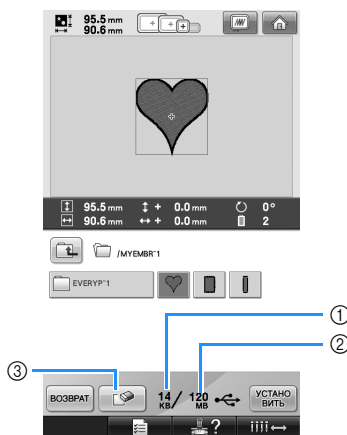 95.5 mm
90.6 mm
95.5 mm + 0.0 mm 0°
90.6 mm + 0.0 mm 2
/MYEMBR~1
EVERYP~1
①
②
③
ВОЗВРАТ 14 KB / 120 MB УСТАНО
ВИТЬ
?